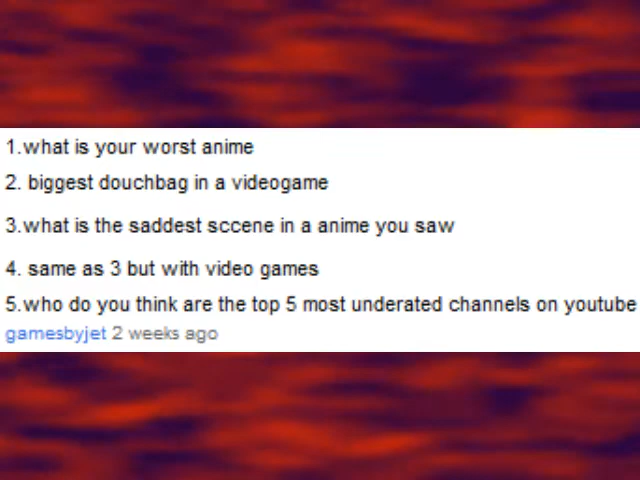 1.what is your worst anime
2. biggest douchbag in a videogame
3.what is the saddest sccene in a anime you saw
4. same as 3 but with video games
5.who do you think are the top 5 most underated channels on youtube
gamesbyjet 2 weeks ago